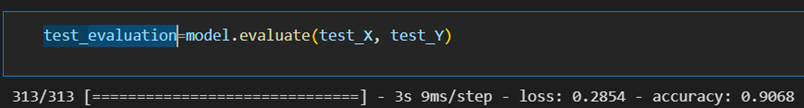 test_evaluation=model.evaluate(test_X, test_Y)
313/313 [==============================] - 3s 9ms/step - loss: 0.2854 - accuracy: 0.9068